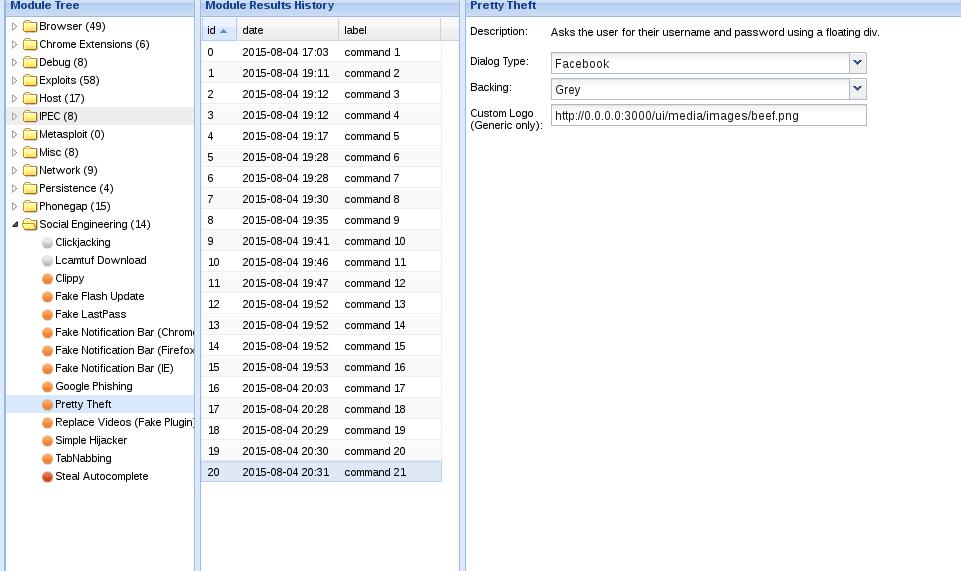 Module Tree
Browser (49)
Chrome Extensions (6)
Debug (8)
Exploits (58)
Host (17)
IPEC (8)
Metasploit (0)
Misc (8)
Network (9)
Persistence (4)
Phonegap (15)
Social Engineering (14)
Clickjacking
Lcamtuf Download
Clippy
Fake Flash Update
Fake LastPass
Fake Notification Bar (Chrom
Fake Notification Bar (Firefox
Fake Notification Bar (IE)
Google Phishing
Pretty Theft
Replace Videos (Fake Plugin)
Simple Hijacker
TabNabbing
Steal Autocomplete
Module Results History
id date label
0 2015-08-04 17:03 command 1
1 2015-08-04 19:11 command 2
2 2015-08-04 19:12 command 3
3 2015-08-04 19:12 command 4
4 2015-08-04 19:17 command 5
5 2015-08-04 19:28 command 6
6 2015-08-04 19:28 command 7
7 2015-08-04 19:30 command 8
8 2015-08-04 19:35 command 9
9 2015-08-04 19:41 command 10
10 2015-08-04 19:46 command 11
11 2015-08-04 19:47 command 12
12 2015-08-04 19:52 command 13
13 2015-08-04 19:52 command 14
14 2015-08-04 19:52 command 15
15 2015-08-04 19:53 command 16
16 2015-08-04 20:03 command 17
17 2015-08-04 20:28 command 18
18 2015-08-04 20:29 command 19
19 2015-08-04 20:30 command 20
20 2015-08-04 20:31 command 21
Pretty Theft
Description: Asks the user for their username and password using a floating div.
Dialog Type: Facebook
Backing: Grey
Custom Logo
(Generic only): http://0.0.0.0:3000/ui/media/images/beef.png